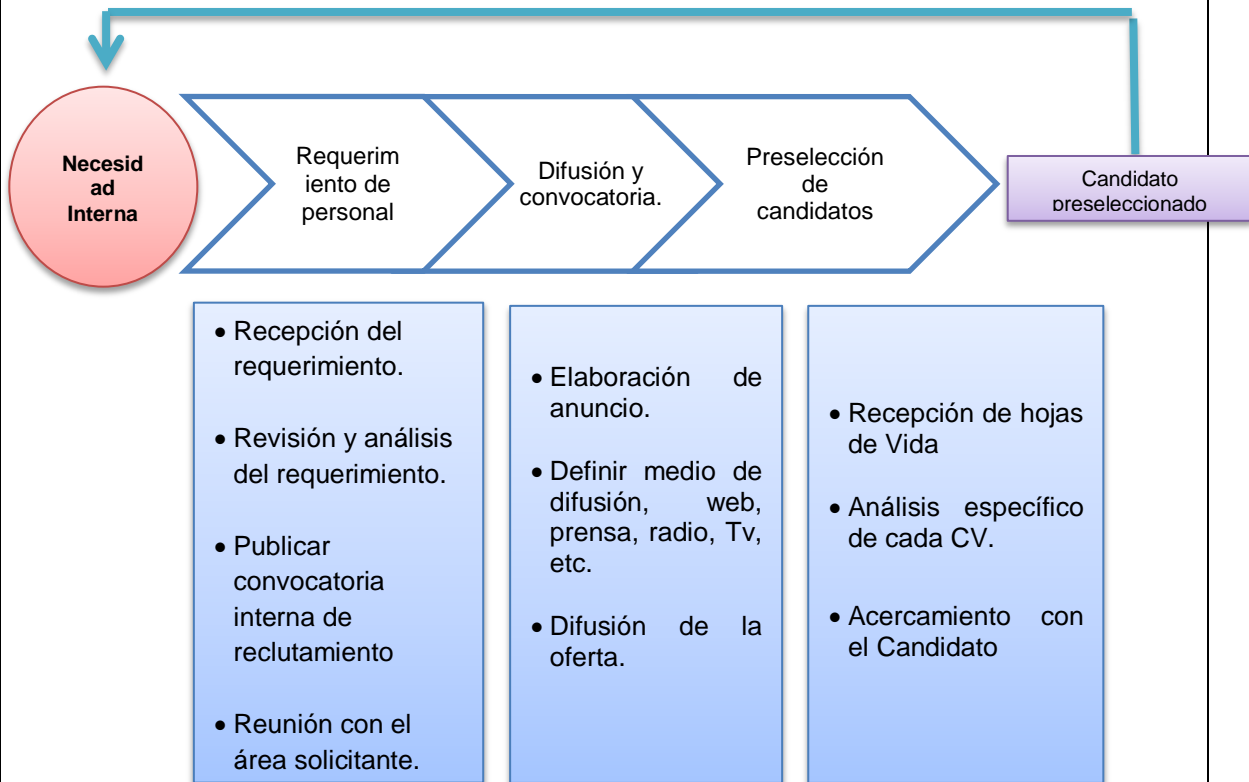 Necesid
ad
Interna
Requerim
iento de
personal
Difusión y
convocatoria.
Preselección
de
candidatos
Candidato
preseleccionado
• Recepción del
requerimiento.
• Revisión y análisis
del requerimiento.
• Publicar
convocatoria
interna de
reclutamiento
• Reunión con el
área solicitante.
• Elaboración de
anuncio.
• Definir medio de
difusión, web,
prensa, radio, Tv,
etc.
• Difusión de la
oferta.
• Recepción de hojas
de Vida
• Análisis específico
de cada CV.
• Acercamiento con
el Candidato